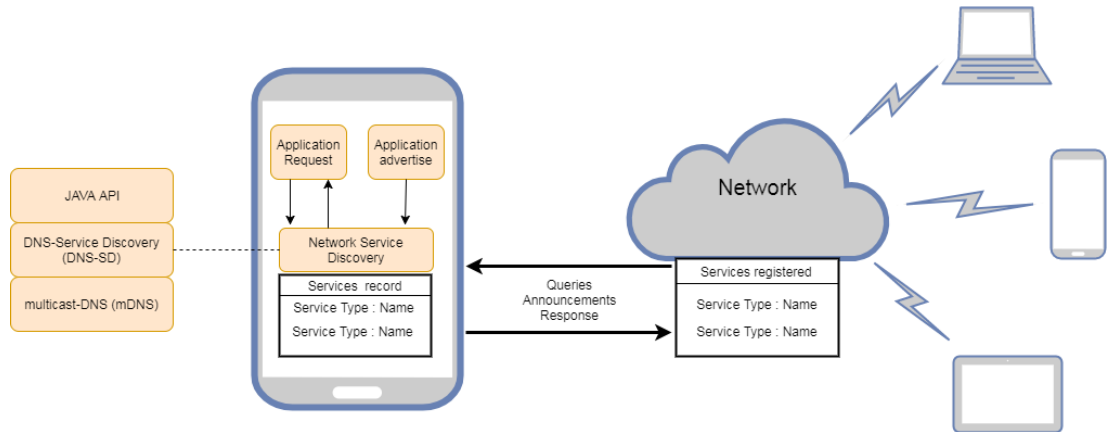 JAVA API
DNS-Service Discovery
(DNS-SD)
multicast-DNS (mDNS)
Application
Request
Application
advertise
Network Service
Discovery
Services record
Service Type : Name
Service Type : Name
Queries
Announcements
Response
Network
Services registered
Service Type : Name
Service Type : Name